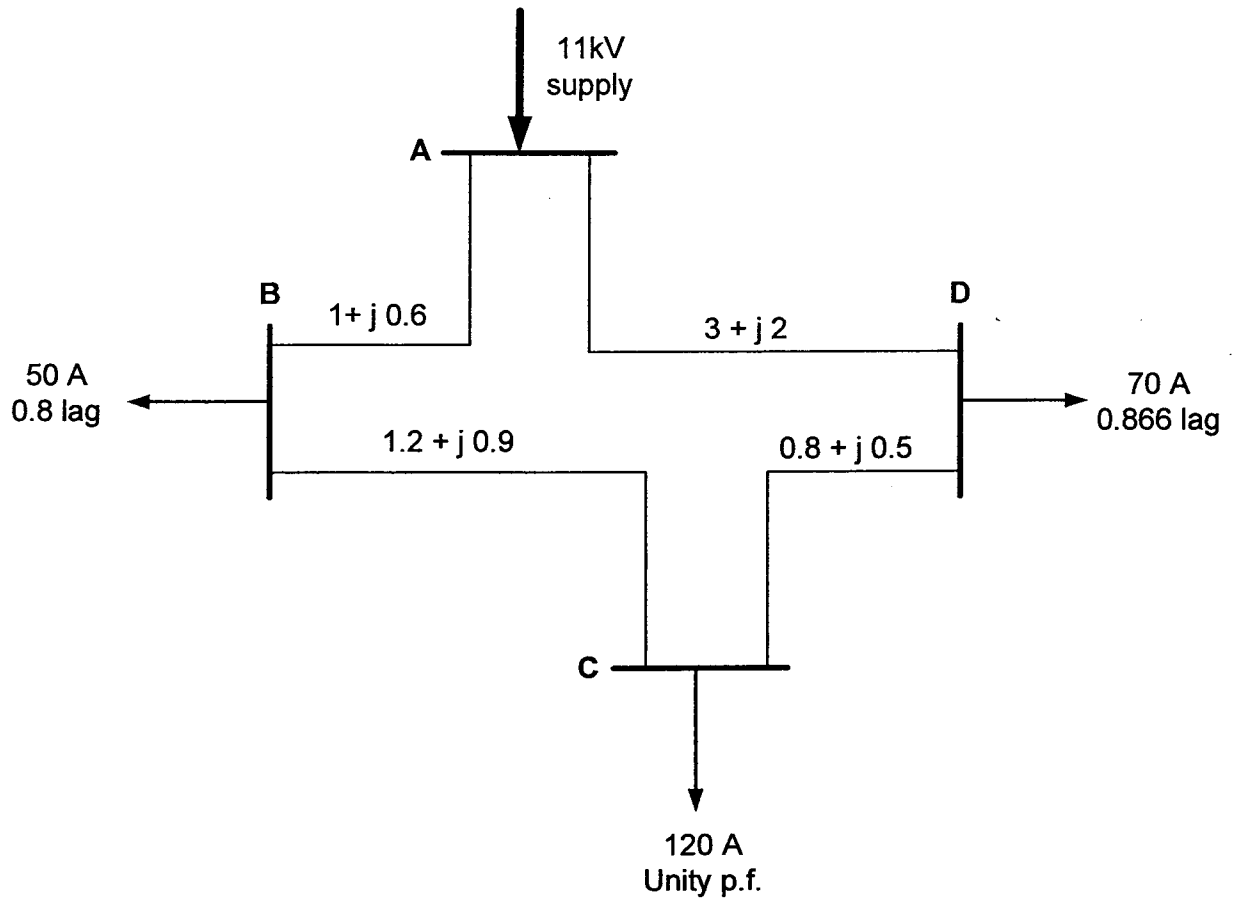 11kV
supply
A
B
D
1+ j 0.6
3 + j 2
50 A
0.8 lag
70 A
0.866 lag
1.2 + j 0.9
0.8 + j 0.5
C
120 A
Unity p.f.